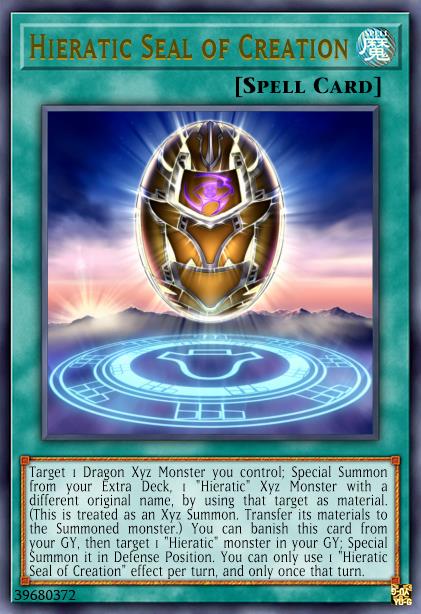 Hieratic Seal of Creation
SPELL
魔
[Spell Card]
Target 1 Dragon Xyz Monster you control; Special Summon
from your Extra Deck, 1 "Hieratic" Xyz Monster with a
different original name, by using that target as material.
(This is treated as an Xyz Summon. Transfer its materials to
the Summoned monster.) You can banish this card from
your GY, then target 1 "Hieratic" monster in your GY; Special
Summon it in Defense Position. You can only use 1 "Hieratic
Seal of Creation" effect per turn, and only once that turn.
39680372